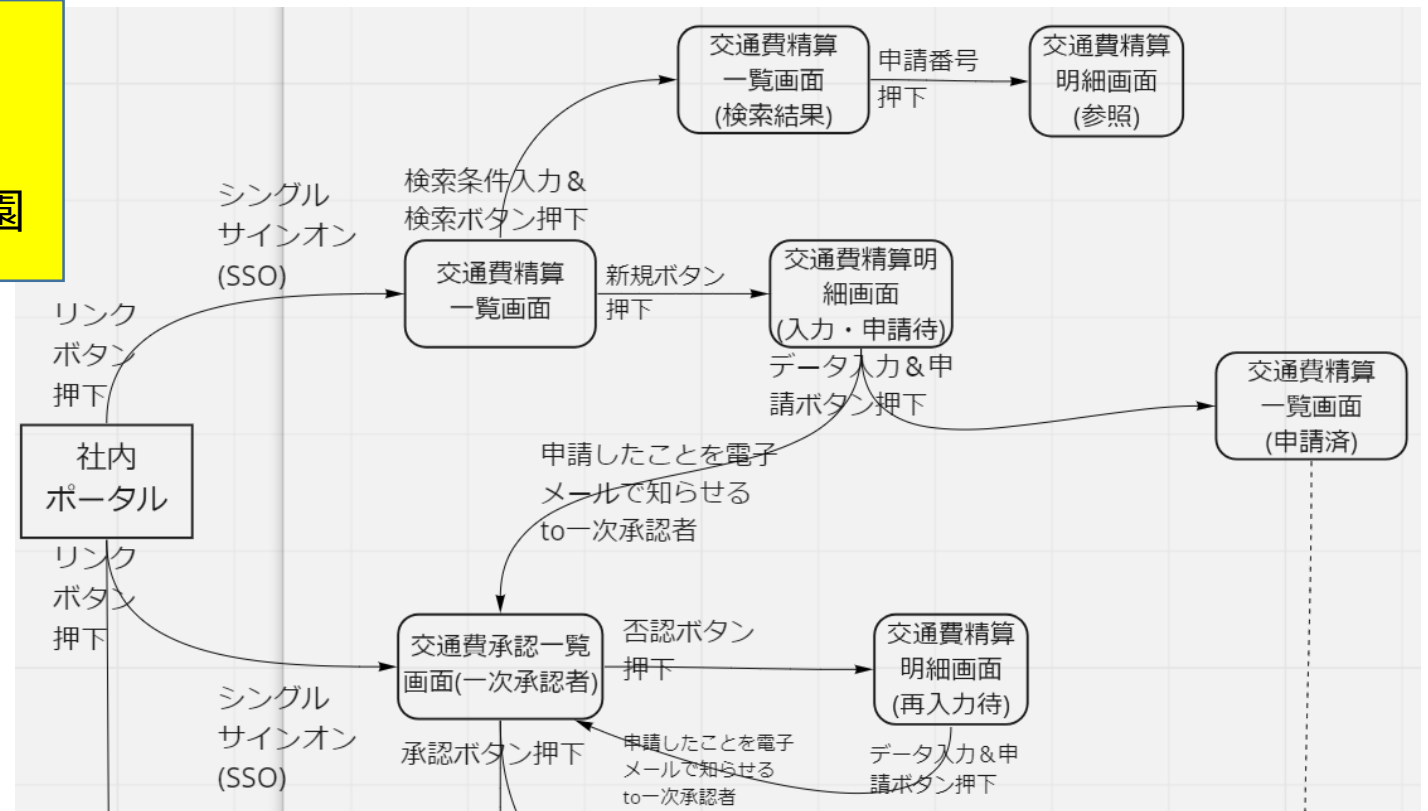 園
交通費精算
一覧画面
(検索結果)
申請番号
押下
交通費精算
明細画面
(参照)
シングル
サインオン
(SSO)
検索条件入力＆
検索ボタン押下
交通費精算
一覧画面
新規ボタン
押下
交通費精算明
細画面
(入力・申請待)
リンク
ボタン
押下
データ入力＆申
請ボタン押下
交通費精算
一覧画面
(申請済)
社内
ポータル
申請したことを電子
メールで知らせる
to一次承認者
リンク
ボタン
押下
交通費承認一覧
画面(一次承認者)
否認ボタン
押下
交通費精算
明細画面
(再入力待)
シングル
サインオン
(SSO)
承認ボタン押下
申請したことを電子
メールで知らせる
to一次承認者
データ入力＆申
請ボタン押下